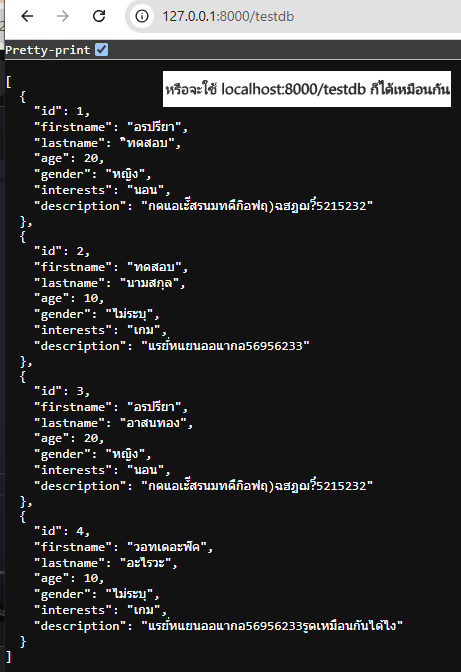 127.0.0.1:8000/testdb
Pretty-print
หรือจะใช้ localhost:8000/testdb ก็ได้เหมือนกัน
[
{
"id": 1,
"firstname": "อรปรียา",
"lastname": "ิทดสอบ",
"age": 20,
"gender": "หญิง",
"interests": "นอน",
"description": "กดแอเะ้ัีสรนมทดืกิอฟฤ)ฉฮฏฌ?์5215232"
},
{
"id": 2,
"firstname": "ทดสอบ",
"lastname": "นามสกุล",
"age": 10,
"gender": "ไม่ระบุ",
"interests": "เกม",
"description": "แรยั่หแยนออแากอ56956233"
},
{
"id": 3,
"firstname": "อรปรียา",
"lastname": "อาสนทอง",
"age": 20,
"gender": "หญิง",
"interests": "นอน",
"description": "กดแอเะ้ัีสรนมทดืกิอฟฤ)ฉฮฏฌ?์5215232"
},
{
"id": 4,
"firstname": "วอทเดอะฟัค",
"lastname": "อะไรวะ",
"age": 10,
"gender": "ไม่ระบุ",
"interests": "เกม",
"description": "แรยั่หแยนออแากอ56956233รูดเหมือนกันได้ไง"
}
]